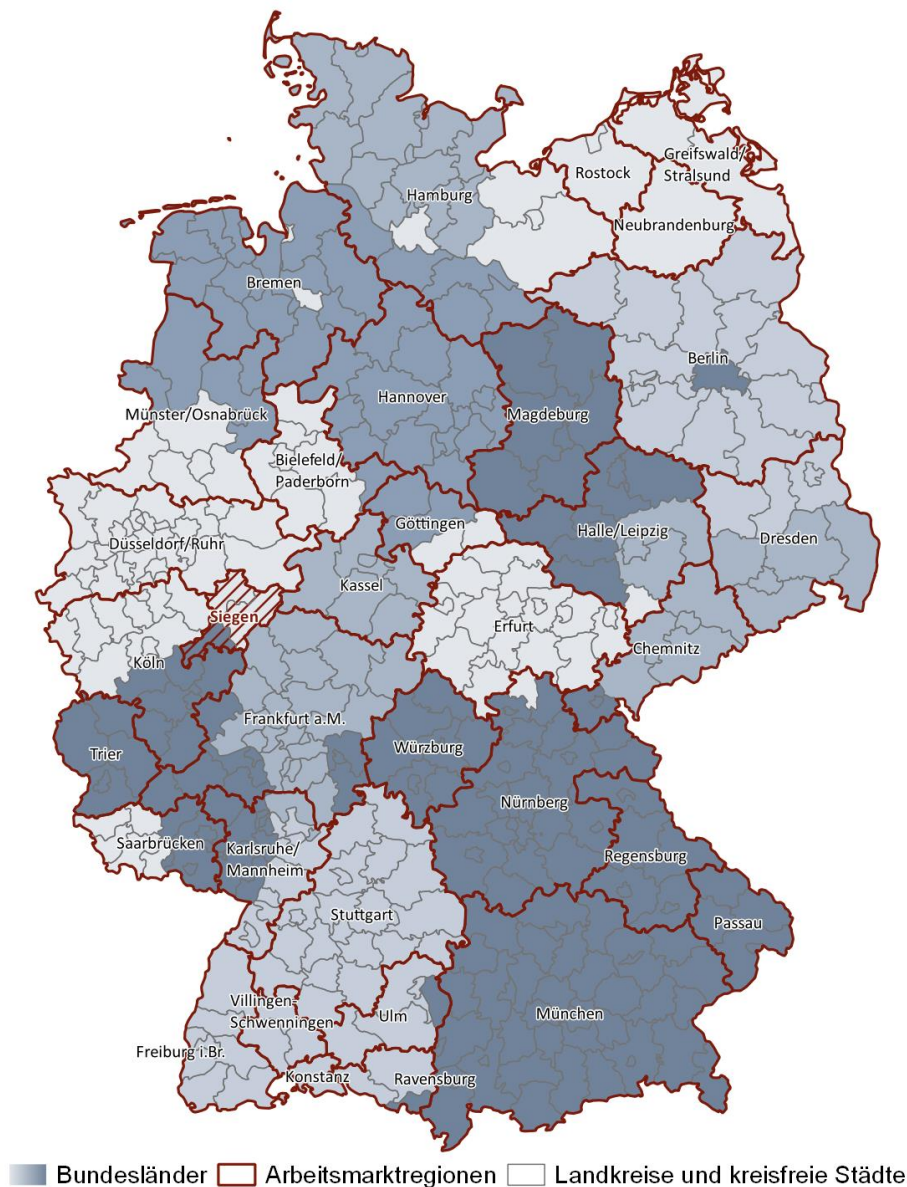 Hamburg
Rostock
Greifswald/
Stralsund
Neubrandenburg
Bremen
Berlin
Münster/Osnabrück
Hannover
Magdeburg
Bielefeld/
Paderborn
Düsseldorf/Ruhr
Göttingen
Halle/Leipzig
Dresden
Kassel
Siegen
Erfurt
Chemnitz
Köln
Frankfurt a.M.
Trier
Würzburg
Nürnberg
Saarbrücken
Karlsruhe/
Mannheim
Regensburg
Stuttgart
Passau
Villingen-
Schwenningen
Ulm
München
Freiburg i.Br.
Konstanz
Ravensburg
Bundesländer Arbeitsmarktregionen Landkreise und kreisfreie Städte